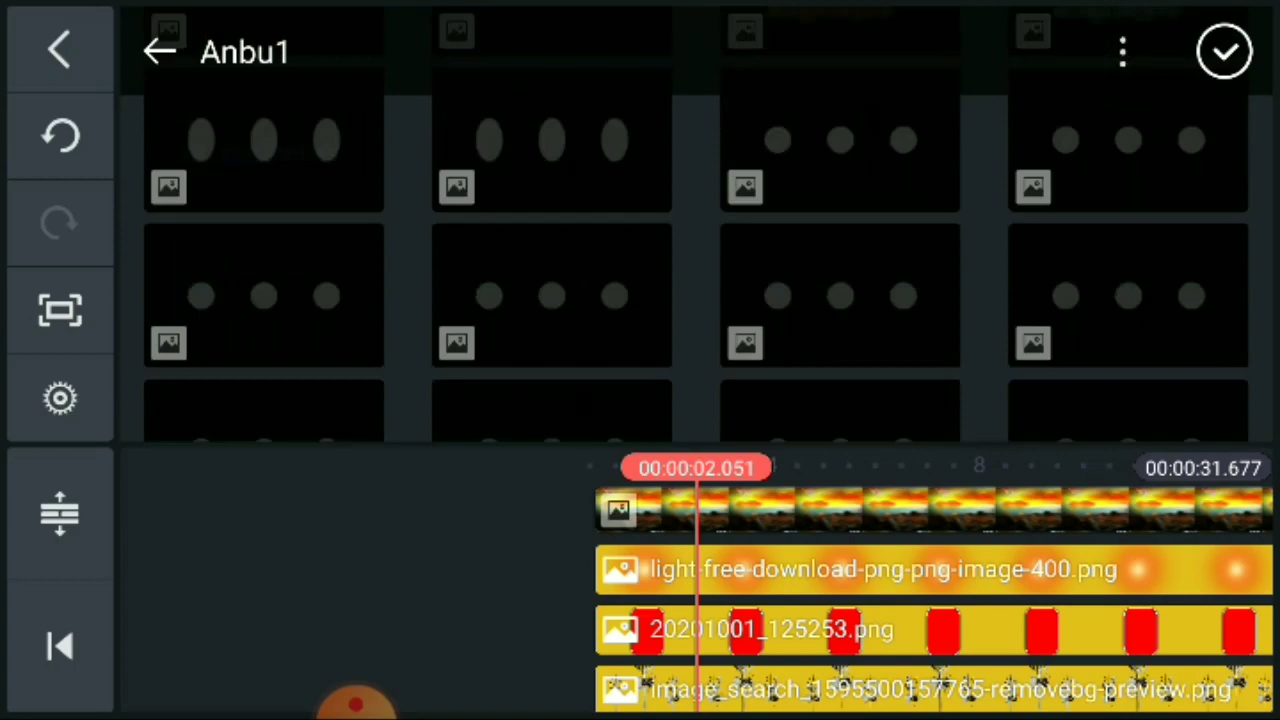 Anbu1
00:00:02.051
4
8
00:00:31.677
light-free-download-png-png-image-400.png
20201001_125253.png
image_search_1595500157765-removebg-preview.png